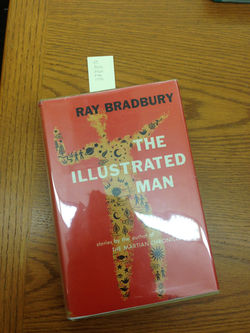 RAY BRADBURY
THE
ILLUSTRATED
MAN
stories by the author of
THE MARTIAN CHRONICLES